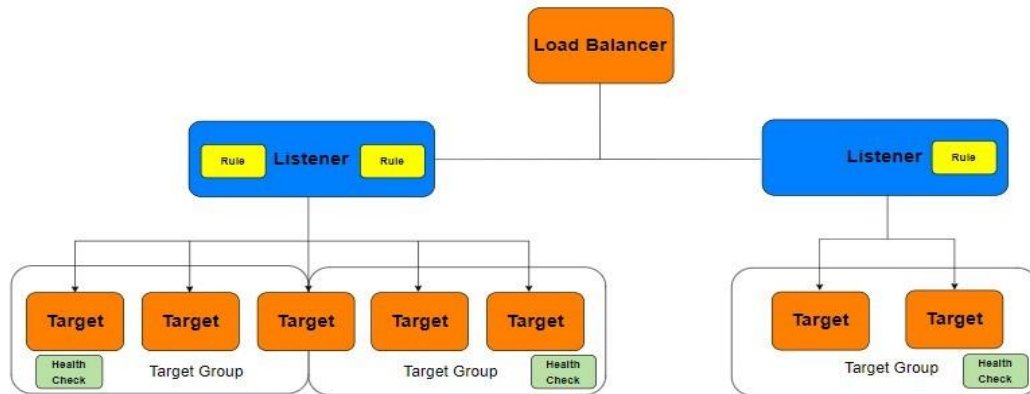 Load Balancer
Rule
Listener
Rule
Listener
Rule
Target
Target
Target
Target
Target
Target
Target
Health
Check
Target Group
Target Group
Health
Check
Target Group
Health
Check